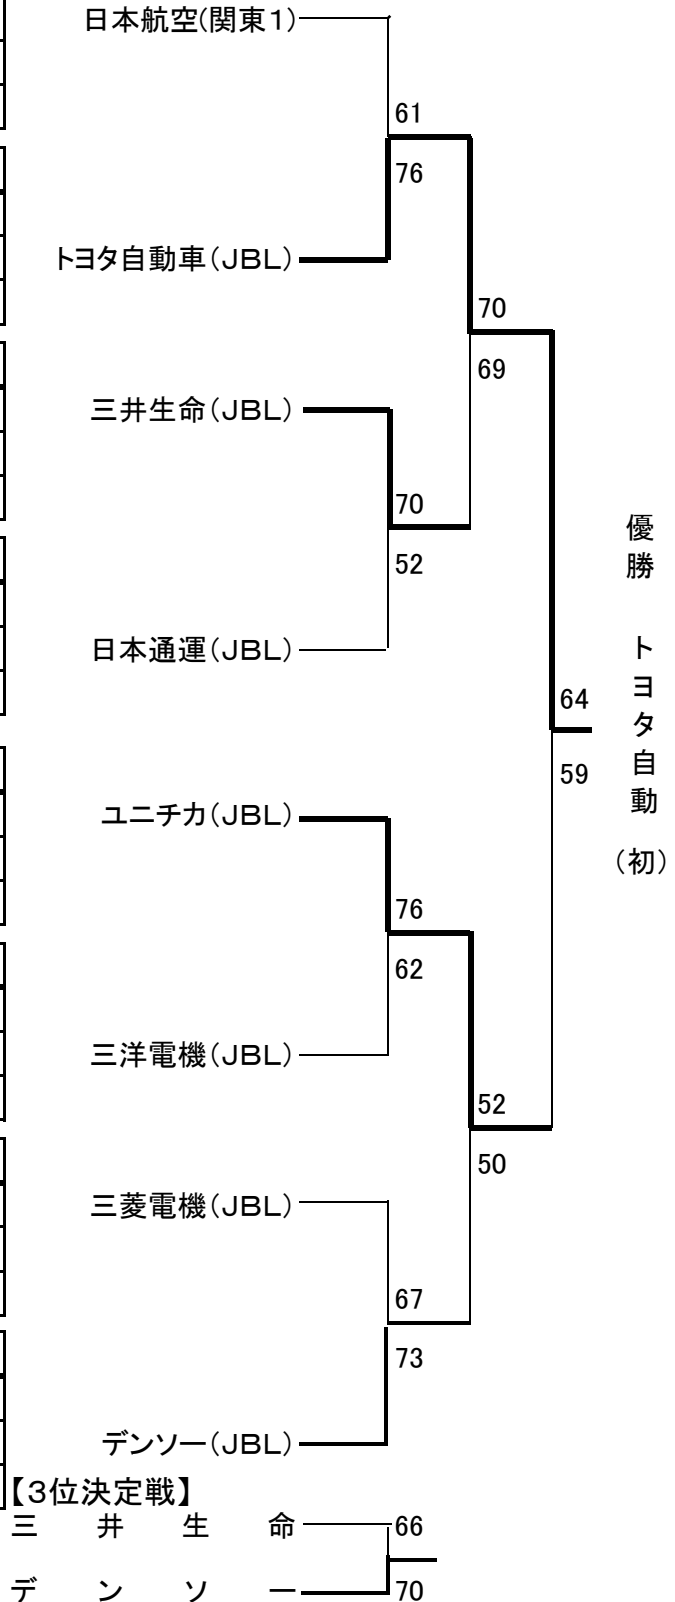 日本航空(関東１)
61
76
トヨタ自動車(JBL)
70
69
三井生命(JBL)
70
52
日本通運(JBL)
優勝 トヨタ自動
(初)
64
59
ユニチカ(JBL)
76
62
三洋電機(JBL)
52
50
三菱電機(JBL)
67
73
デンソー(JBL)
【3位決定戦】
三井生命 66
デンソー 70